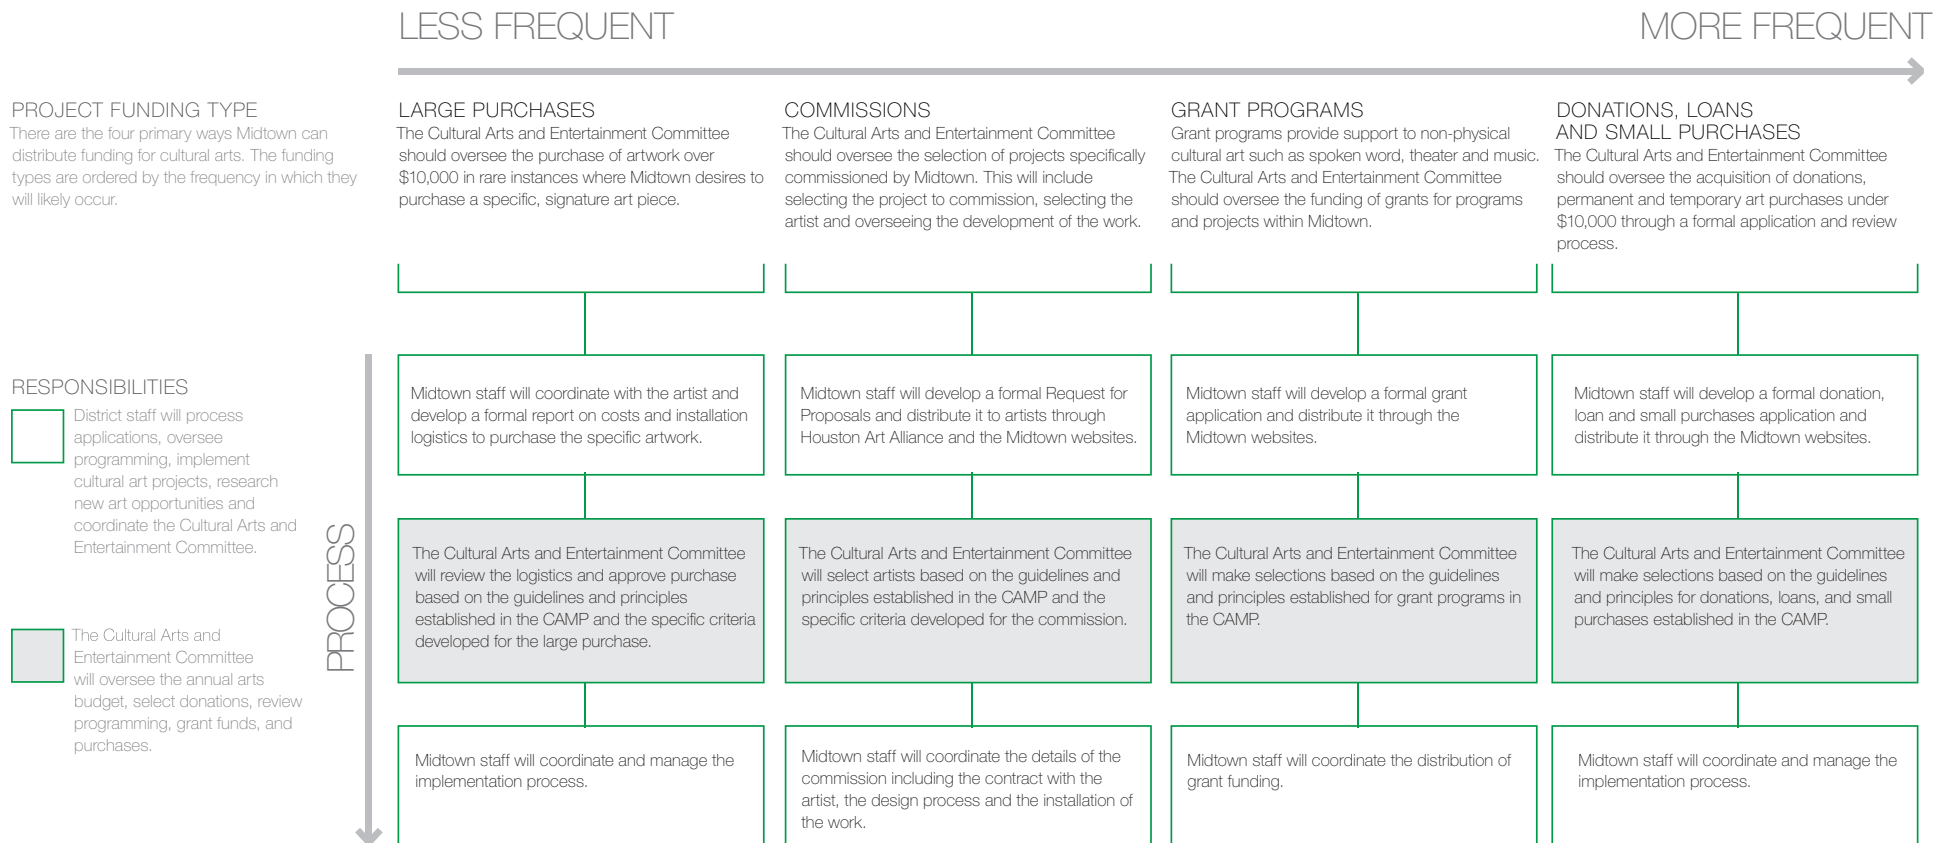 LESS FREQUENT
MORE FREQUENT
PROJECT FUNDING TYPE
There are the four primary ways Midtown can
distribute funding for cultural arts. The funding
types are ordered by the frequency in which they
will likely occur.
LARGE PURCHASES
The Cultural Arts and Entertainment Committee
should oversee the purchase of artwork over
$10,000 in rare instances where Midtown desires to
purchase a specific, signature art piece.
COMMISSIONS
The Cultural Arts and Entertainment Committee
should oversee the selection of projects specifically
commissioned by Midtown. This will include
selecting the project to commission, selecting the
artist and overseeing the development of the work.
GRANT PROGRAMS
Grant programs provide support to non-physical
cultural art such as spoken word, theater and music.
The Cultural Arts and Entertainment Committee
should oversee the funding of grants for programs
and projects within Midtown.
DONATIONS, LOANS
AND SMALL PURCHASES
The Cultural Arts and Entertainment Committee
should oversee the acquisition of donations,
permanent and temporary art purchases under
$10,000 through a formal application and review
process.
RESPONSIBILITIES
District staff will process
applications, oversee
programming, implement
cultural art projects, research
new art opportunities and
coordinate the Cultural Arts and
Entertainment Committee.
The Cultural Arts and
Entertainment Committee
will oversee the annual arts
budget, select donations, review
programming, grant funds, and
purchases.
PROCESS
Midtown staff will coordinate with the artist and
develop a formal report on costs and installation
logistics to purchase the specific artwork.
Midtown staff will develop a formal Request for
Proposals and distribute it to artists through
Houston Art Alliance and the Midtown websites.
Midtown staff will develop a formal grant
application and distribute it through the
Midtown websites.
Midtown staff will develop a formal donation,
loan and small purchases application and
distribute it through the Midtown websites.
The Cultural Arts and Entertainment Committee
will review the logistics and approve purchase
based on the guidelines and principles
established in the CAMP and the specific criteria
developed for the large purchase.
The Cultural Arts and Entertainment Committee
will select artists based on the guidelines and
principles established in the CAMP and the
specific criteria developed for the commission.
The Cultural Arts and Entertainment Committee
will make selections based on the guidelines
and principles established for grant programs in
the CAMP.
The Cultural Arts and Entertainment Committee
will make selections based on the guidelines
and principles for donations, loans, and small
purchases established in the CAMP.
Midtown staff will coordinate and manage the
implementation process.
Midtown staff will coordinate the details of the
commission including the contract with the
artist, the design process and the installation of
the work.
Midtown staff will coordinate the distribution of
grant funding.
Midtown staff will coordinate and manage the
implementation process.